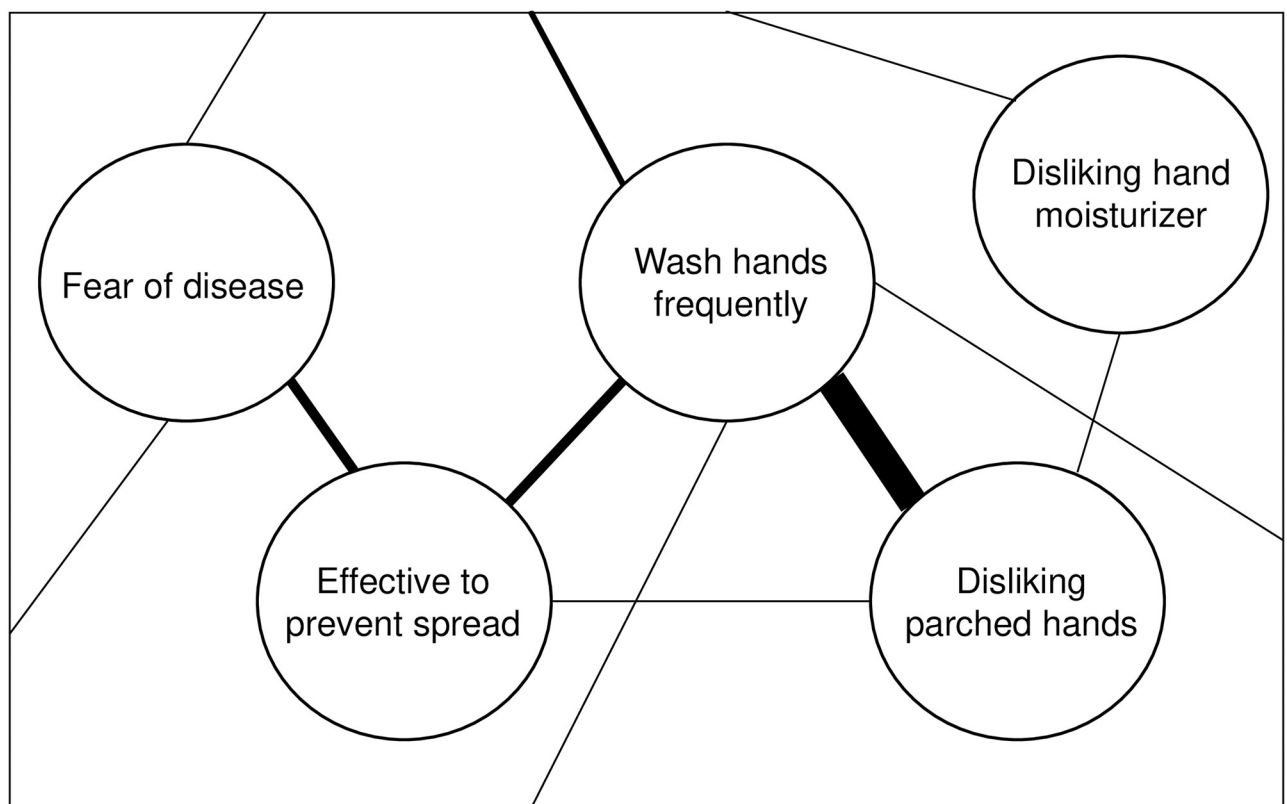 Disliking hand
moisturizer
Fear of disease
Wash hands
frequently
Effective to
prevent spread
Disliking
parched hands